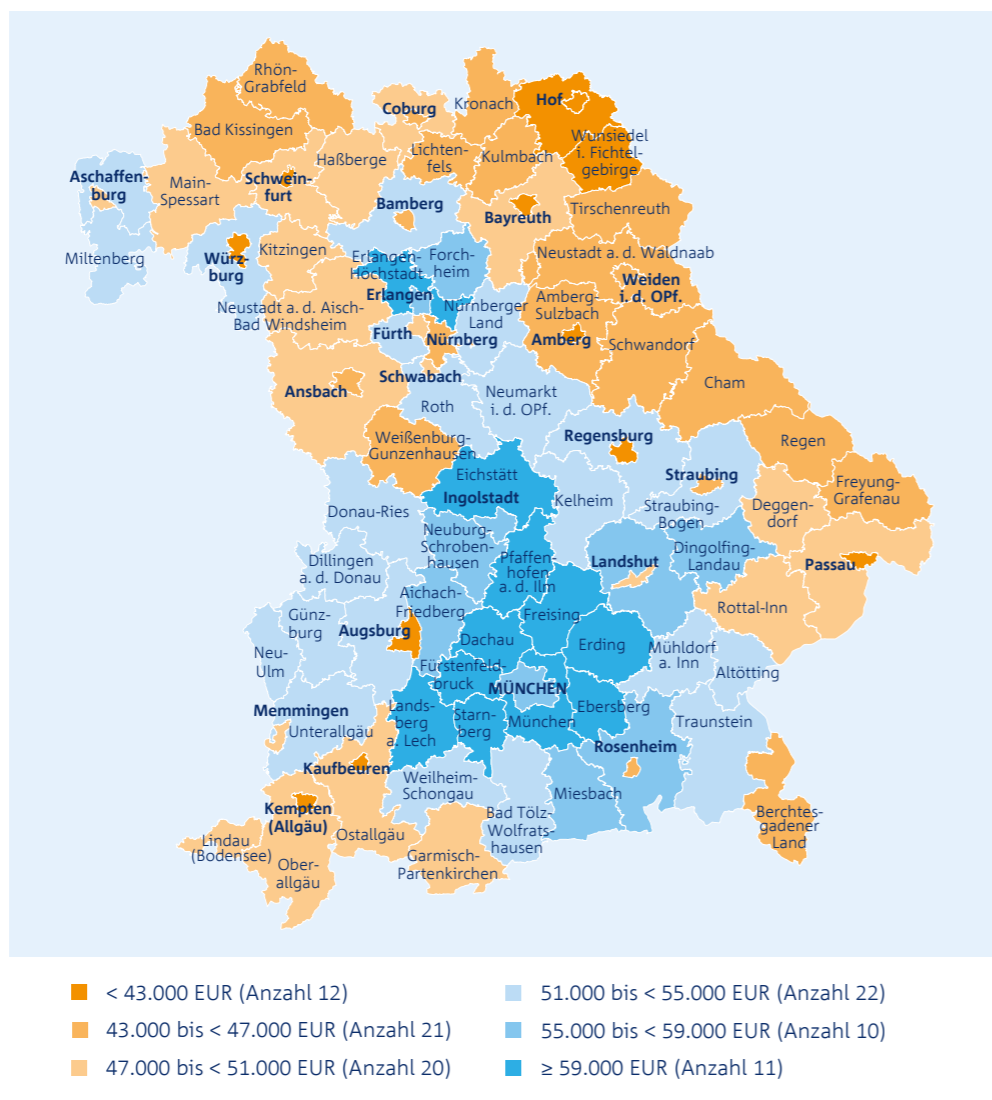 Rhön-
Grabfeld
Coburg
Kronach
Hof
Bad Kissingen
Wunsiedel
i. Fichtel-
gebirge
Lichten-
fels
Kulmbach
Haßberge
Aschaffen-
burg
Main-
Spessart
Schwein-
furt
Bamberg
Bayreuth
Tirschenreuth
Miltenberg
Würz-
burg
Kitzingen
Erlangen-
Höchstadt
Forch-
heim
Neustadt a. d. Waldnaab
Weiden
i. d. OPf.
Erlangen
Neustadt a. d. Aisch-
Bad Windsheim
Nürnberger
Land
Amberg-
Sulzbach
Fürth
Nürnberg
Amberg
Schwandorf
Ansbach
Schwabach
Roth
Neumarkt
i. d. OPf.
Cham
Weißenburg-
Gunzenhausen
Regensburg
Regen
Eichstätt
Ingolstadt
Kelheim
Straubing
Straubing-
Bogen
Deggen-
dorf
Freyung-
Grafenau
Donau-Ries
Neuburg-
Schroben-
hausen
Pfaffen-
hofen
a. d. Ilm
Landshut
Dingolfing-
Landau
Passau
Dillingen
a. d. Donau
Aichach-
Friedberg
Freising
Rottal-Inn
Günz-
burg
Augsburg
Dachau
Erding
Mühldorf
a. Inn
Altötting
Neu-
Ulm
Fürstenfeld-
bruck
MÜNCHEN
Memmingen
Unterallgäu
Lands-
berg
a. Lech
Starn-
berg
München
Ebersberg
Traunstein
Rosenheim
Kaufbeuren
Weilheim-
Schongau
Miesbach
Kempten
(Allgäu)
Ostallgäu
Bad Tölz-
Wolfrats-
hausen
Berchtes-
gadener
Land
Lindau
(Bodensee)
Ober-
allgäu
Garmisch-
Partenkirchen
< 43.000 EUR (Anzahl 12)
43.000 bis < 47.000 EUR (Anzahl 21)
47.000 bis < 51.000 EUR (Anzahl 20)
51.000 bis < 55.000 EUR (Anzahl 22)
55.000 bis < 59.000 EUR (Anzahl 10)
≥ 59.000 EUR (Anzahl 11)